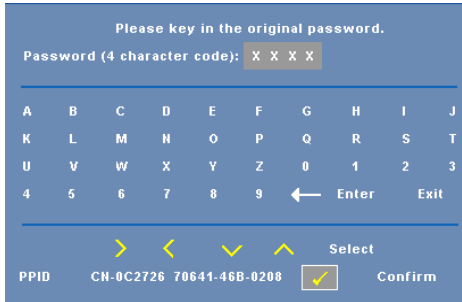 Please key in the original password.
Password (4 character code): X X X X
A B C D E F G H I J
K L M N O P Q R S T
U V W X Y Z 0 1 2 3
4 5 6 7 8 9 ← Enter Exit
> < ∨ ∧ Select
PPID CN-0C2726 70641-46B-0208 ✓ Confirm